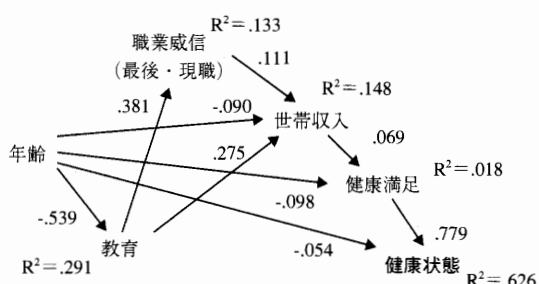 R²=.133
職業威信
(最後・現職)
.111
R²=.148
.381
-.090
世帯収入
.069
年齢
.275
健康満足
R²=.018
-.098
-.539
教育
-.054
.779
R²=.291
健康状態
R²=.626